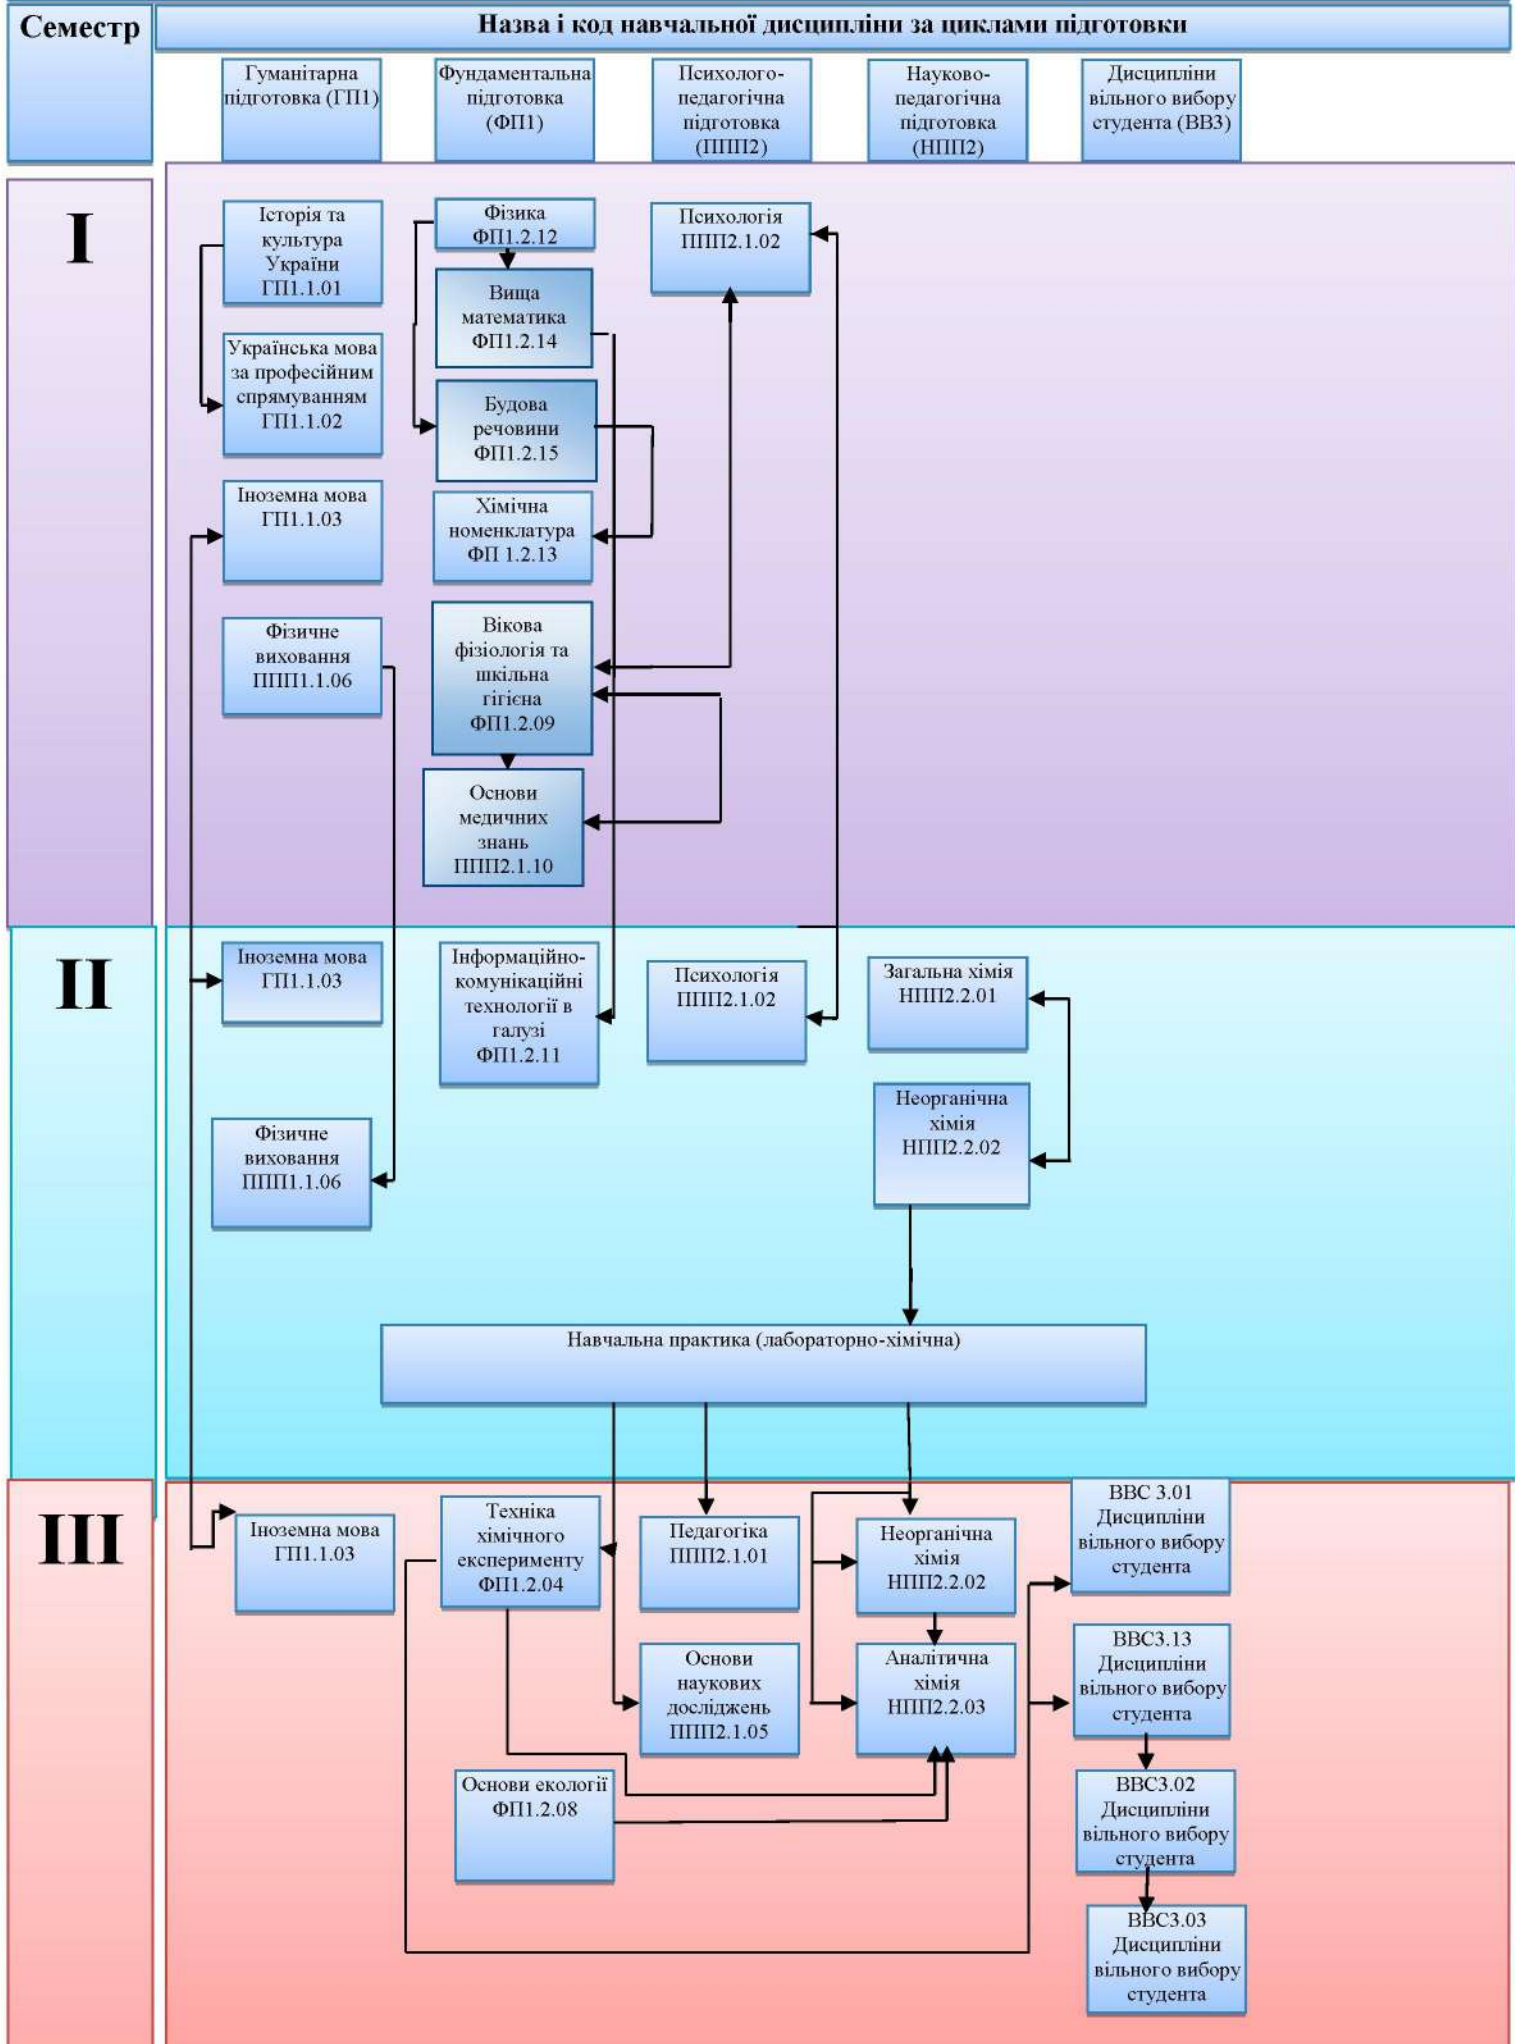 Семестр
Назва і код навчальної дисципліни за циклами підготовки
Гуманітарна
підготовка (ГП1)
Фундаментальна
підготовка
(ФП1)
Психолого-
педагогічна
підготовка
(ППП2)
Науково-
педагогічна
підготовка
(НПП2)
Дисципліни
вільного вибору
студента (ВВ3)
I
Історія та
культура
України
ГП1.1.01
Фізика
ФП1.2.12
Психологія
ППП2.1.02
Вища
математика
ФП1.2.14
Українська мова
за професійним
спрямуванням
ГП1.1.02
Будова
речовини
ФП1.2.15
Іноземна мова
ГП1.1.03
Хімічна
номенклатура
ФП 1.2.13
Фізичне
виховання
ППП1.1.06
Вікова
фізіологія та
шкільна
гігієна
ФП1.2.09
Основи
медичних
знань
ППП2.1.10
II
Іноземна мова
ГП1.1.03
Інформаційно-
комунікаційні
технології в
галузі
ФП1.2.11
Психологія
ППП2.1.02
Загальна хімія
НПП2.2.01
Неорганічна
хімія
НПП2.2.02
Фізичне
виховання
ППП1.1.06
Навчальна практика (лабораторно-хімічна)
III
Іноземна мова
ГП1.1.03
Техніка
хімічного
експерименту
ФП1.2.04
Педагогіка
ППП2.1.01
Неорганічна
хімія
НПП2.2.02
ВВС 3.01
Дисципліни
вільного вибору
студента
Основи
наукових
досліджень
ППП2.1.05
Аналітична
хімія
НПП2.2.03
ВВС3.13
Дисципліни
вільного вибору
студента
Основи екології
ФП1.2.08
ВВС3.02
Дисципліни
вільного вибору
студента
ВВС3.03
Дисципліни
вільного вибору
студента